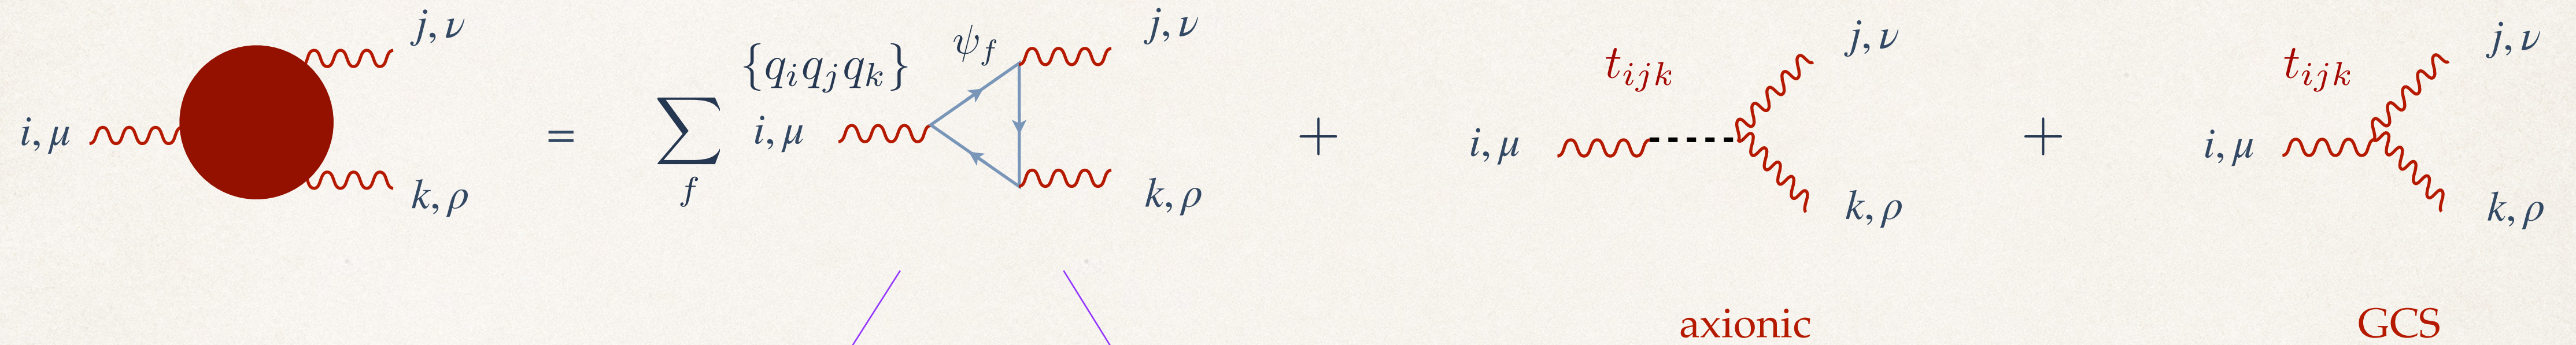 i, μ
j, ν
k, ρ
=
∑
f
{q_i q_j q_k}
i, μ
ψ_f
j, ν
k, ρ
+
t_{ijk}
i, μ
j, ν
k, ρ
axionic
+
t_{ijk}
i, μ
j, ν
k, ρ
GCS